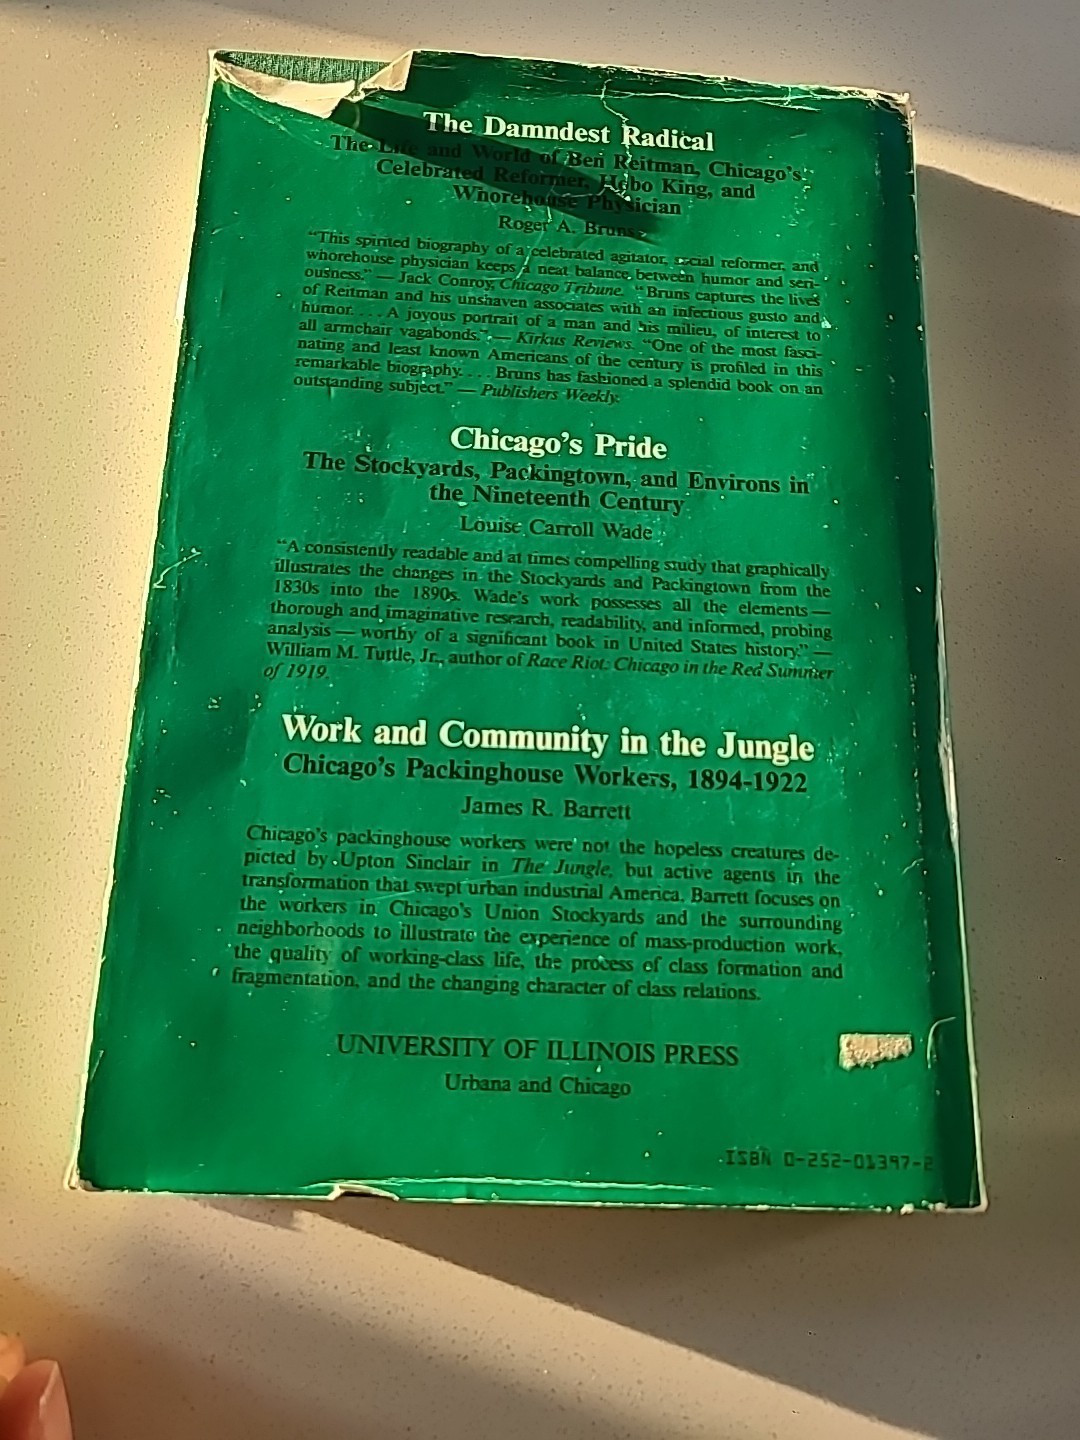 The Damndest Radical
The Life and World of Ben Reitman, Chicago's
Celebrated Reformer, Hobo King, and
Whorehouse Physician
Roger A. Bruns
"This spirited biography of a celebrated agitator, social reformer, and
whorehouse physician keeps a neat balance between humor and seri-
ousness." — Jack Conroy, Chicago Tribune. "Bruns captures the lives
of Reitman and his unshaven associates with an infectious gusto and
humor. . . . A joyous portrait of a man and his milieu, of interest to
all armchair vagabonds." — Kirkus Reviews. "One of the most fasci-
nating and least known Americans of the century is profiled in this
remarkable biography. . . . Bruns has fashioned a splendid book on an
outstanding subject." — Publishers Weekly.
Chicago's Pride
The Stockyards, Packingtown, and Environs in
the Nineteenth Century
Louise Carroll Wade
"A consistently readable and at times compelling study that graphically
illustrates the changes in the Stockyards and Packingtown from the
1830s into the 1890s. Wade's work possesses all the elements —
thorough and imaginative research, readability, and informed, probing
analysis — worthy of a significant book in United States history." —
William M. Tuttle, Jr., author of Race Riot: Chicago in the Red Summer
of 1919.
Work and Community in the Jungle
Chicago's Packinghouse Workers, 1894-1922
James R. Barrett
Chicago's packinghouse workers were not the hopeless creatures de-
picted by Upton Sinclair in The Jungle, but active agents in the
transformation that swept urban industrial America. Barrett focuses on
the workers in Chicago's Union Stockyards and the surrounding
neighborhoods to illustrate the experience of mass-production work,
the quality of working-class life, the process of class formation and
fragmentation, and the changing character of class relations.
UNIVERSITY OF ILLINOIS PRESS
Urbana and Chicago
ISBN 0-252-01397-2